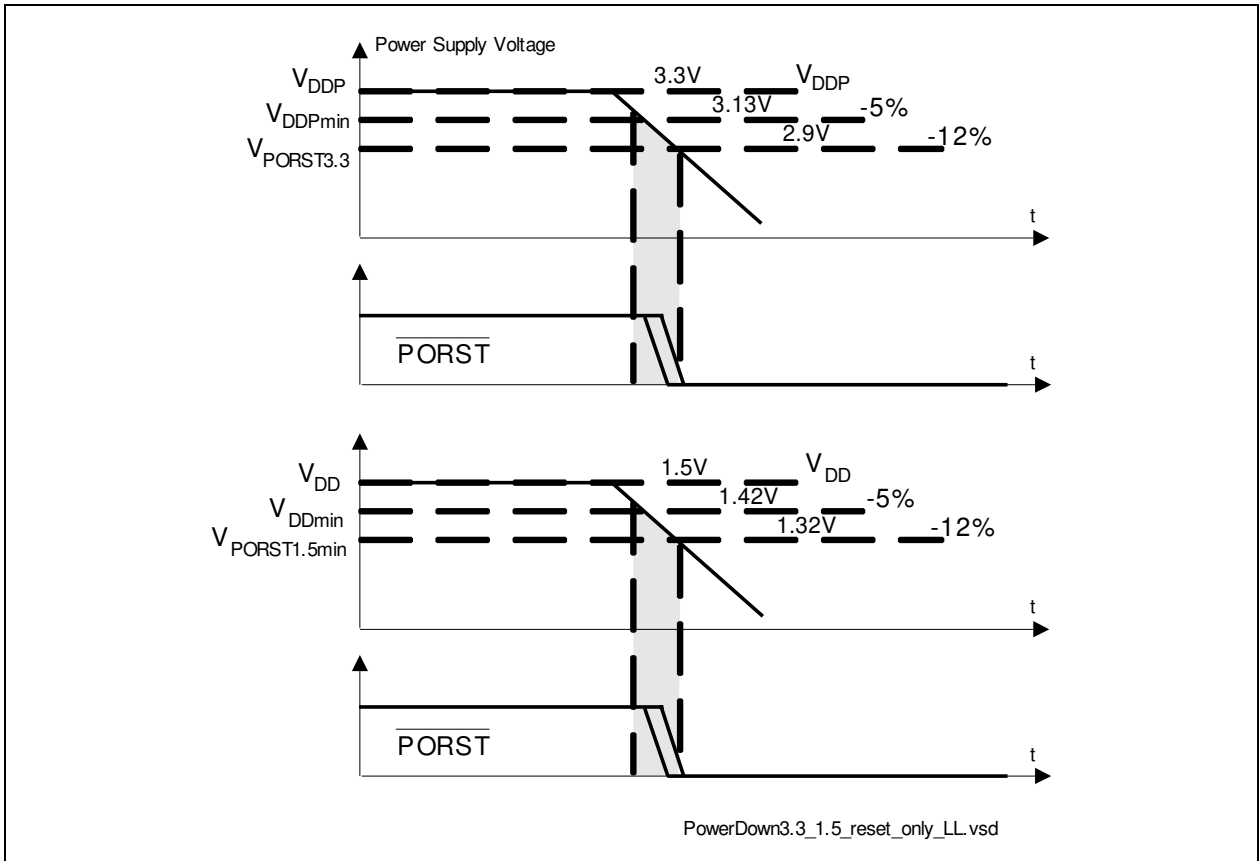 Power Supply Voltage
VDDP 3.3V VDDP
VDDPmin 3.13V -5%
VPORST3.3 2.9V -12%
t
PORST
t
VDD 1.5V VDD
VDDmin 1.42V -5%
VPORST1.5min 1.32V -12%
t
PORST
t
PowerDown3.3_1.5_reset_only_LL.vsd